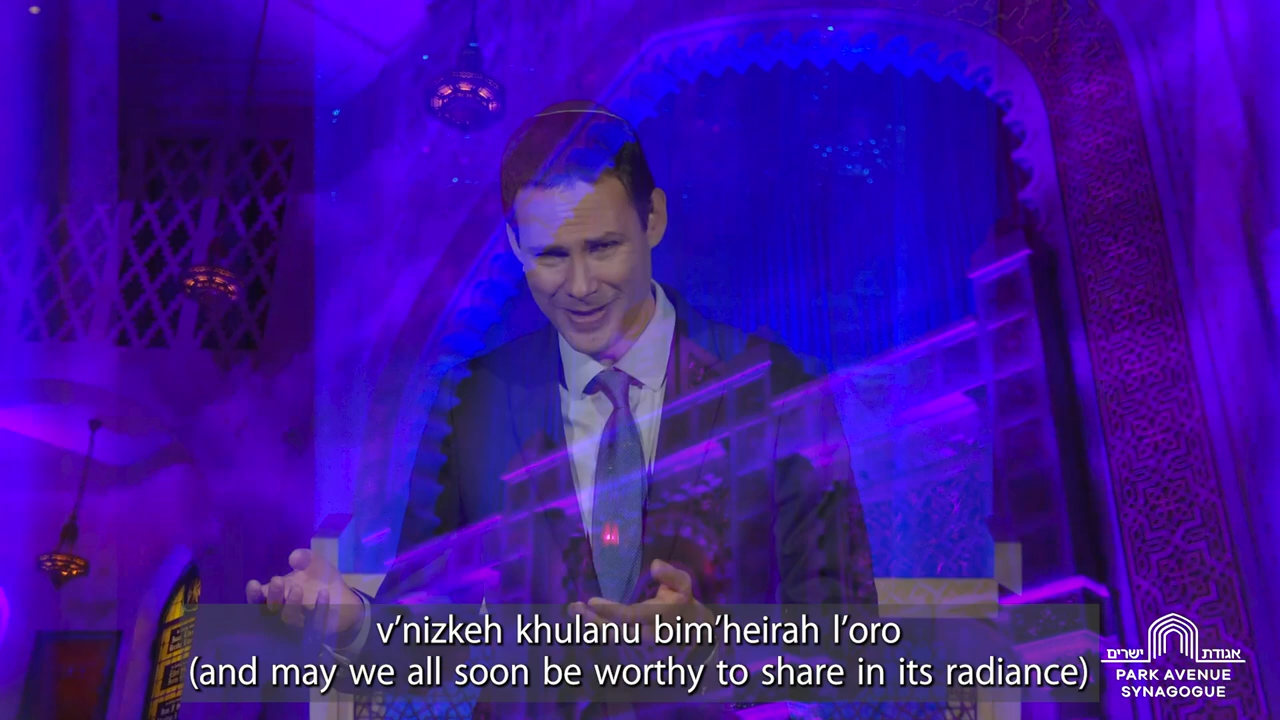 v’nizkeh khulanu bim’heirah l’oro
(and may we all soon be worthy to share in its radiance)
אגודת ישרים
PARK AVENUE
SYNAGOGUE